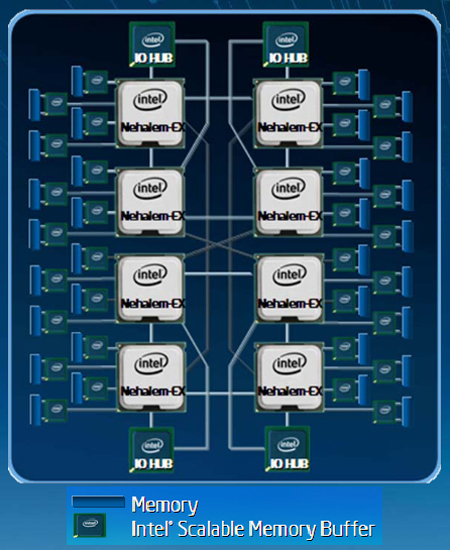 intel IO HUB intel IO HUB
intel Nehalem-EX intel Nehalem-EX
intel Nehalem-EX intel Nehalem-EX
intel Nehalem-EX intel Nehalem-EX
intel Nehalem-EX intel Nehalem-EX
intel IO HUB intel IO HUB
Memory
intel Intel® Scalable Memory Buffer